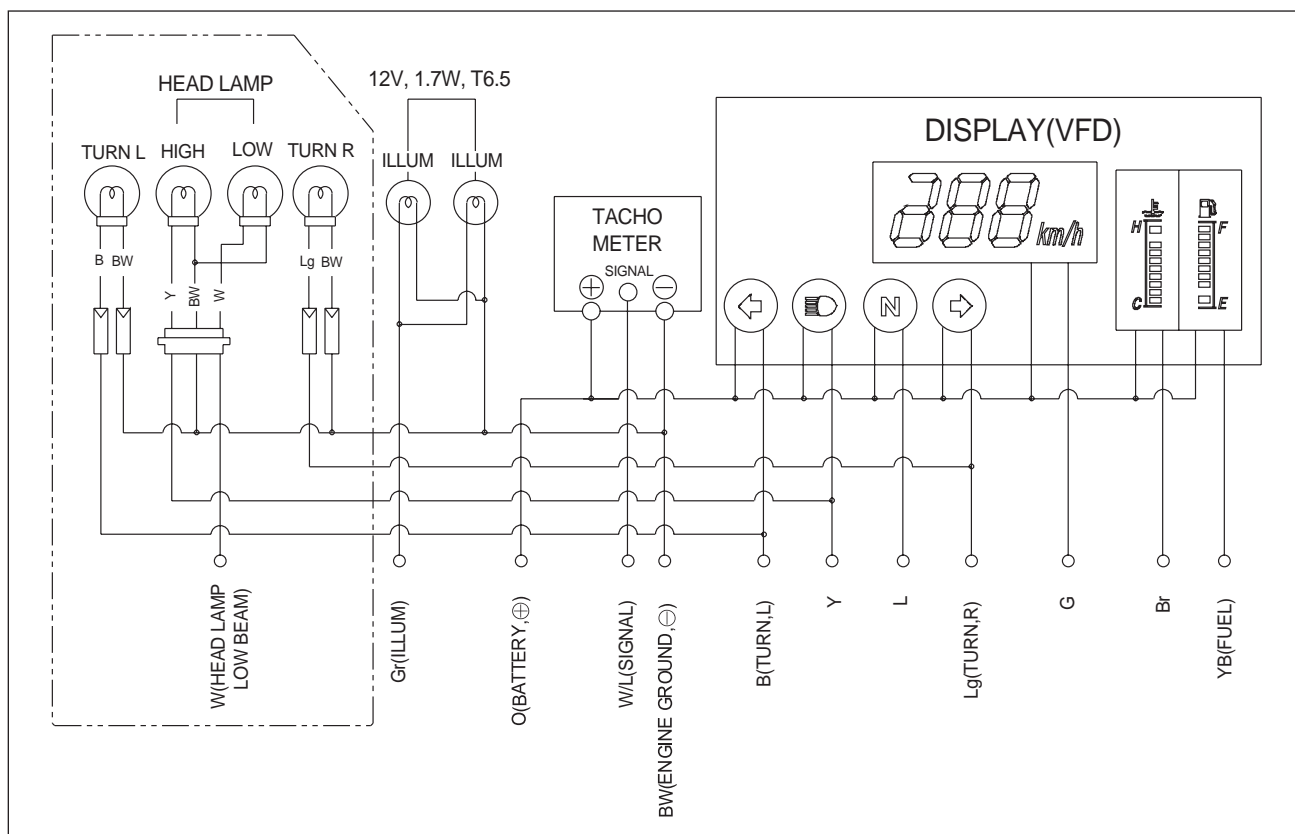 HEAD LAMP
12V, 1.7W, T6.5
TURN L
HIGH
LOW
TURN R
ILLUM
ILLUM
DISPLAY(VFD)
TACHO
METER
SIGNAL
288
km/h
H
C
F
E
N
B
BW
Y
BW
W
Lg
BW
W(HEAD LAMP
LOW BEAM)
Gr(ILLUM)
O(BATTERY,⊕)
W/L(SIGNAL)
BW(ENGINE GROUND,⊖)
B(TURN,L)
Y
L
Lg(TURN,R)
G
Br
YB(FUEL)